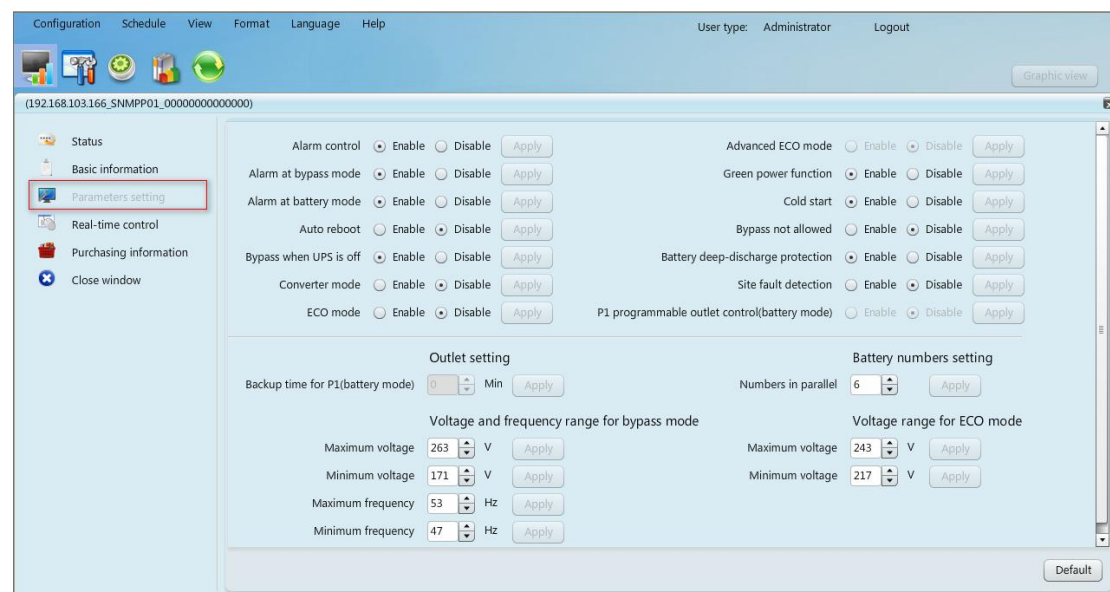 Configuration Schedule View Format Language Help User type: Administrator Logout
Graphic view
(192.168.103.166_SNMPP01_00000000000000)
Status
Basic information
Parameters setting
Real-time control
Purchasing information
Close window
Alarm control Enable Disable Apply Advanced ECO mode Enable Disable Apply
Alarm at bypass mode Enable Disable Apply Green power function Enable Disable Apply
Alarm at battery mode Enable Disable Apply Cold start Enable Disable Apply
Auto reboot Enable Disable Apply Bypass not allowed Enable Disable Apply
Bypass when UPS is off Enable Disable Apply Battery deep-discharge protection Enable Disable Apply
Converter mode Enable Disable Apply Site fault detection Enable Disable Apply
ECO mode Enable Disable Apply P1 programmable outlet control(battery mode) Enable Disable Apply
Outlet setting Battery numbers setting
Backup time for P1(battery mode) 0 Min Apply Numbers in parallel 6 Apply
Voltage and frequency range for bypass mode Voltage range for ECO mode
Maximum voltage 263 V Apply Maximum voltage 243 V Apply
Minimum voltage 171 V Apply Minimum voltage 217 V Apply
Maximum frequency 53 Hz Apply
Minimum frequency 47 Hz Apply
Default